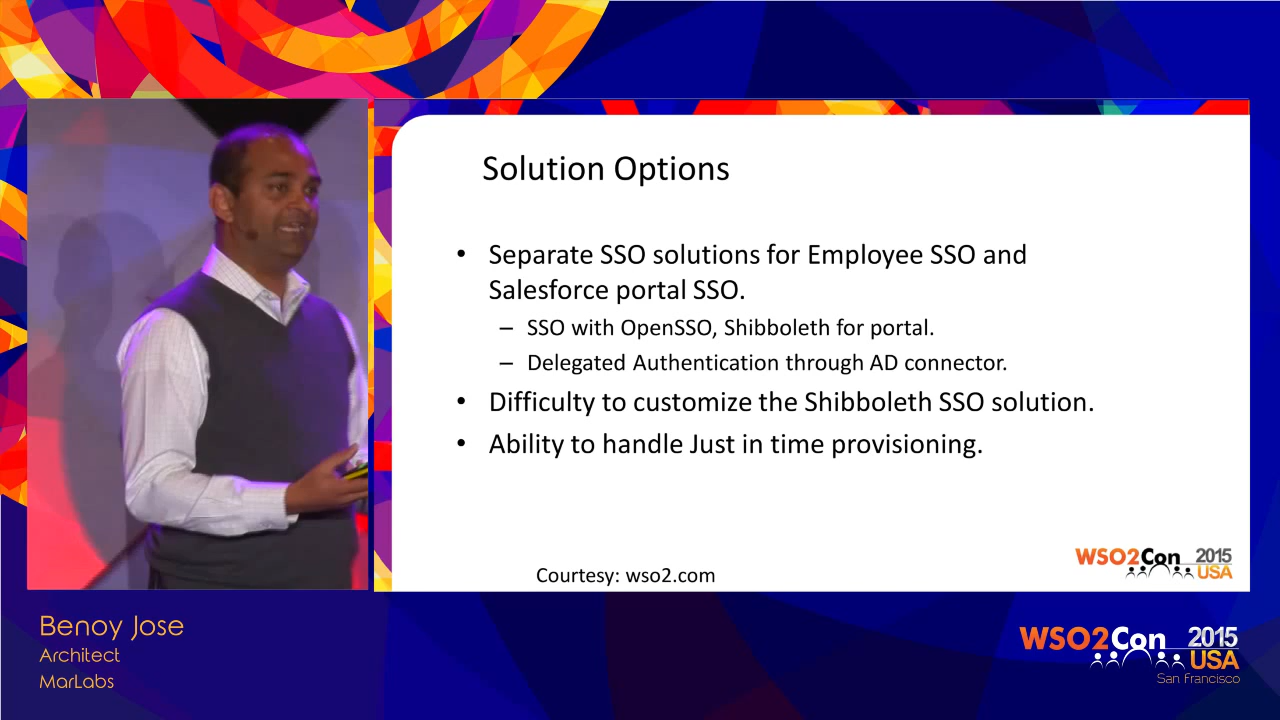 Solution Options
• Separate SSO solutions for Employee SSO and
Salesforce portal SSO.
– SSO with OpenSSO, Shibboleth for portal.
– Delegated Authentication through AD connector.
• Difficulty to customize the Shibboleth SSO solution.
• Ability to handle Just in time provisioning.
Courtesy: wso2.com
WSO2Con 2015
USA
Benoy Jose
Architect
MarLabs
WSO2Con 2015
USA
San Francisco